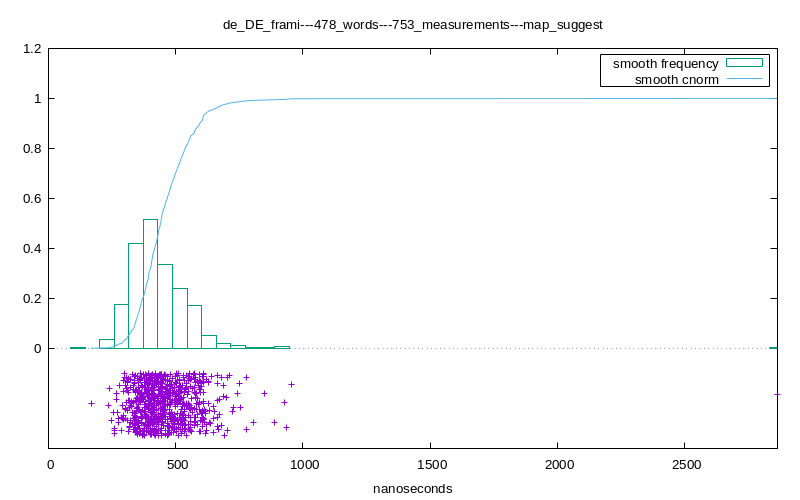 de_DE_frami---478_words---753_measurements---map_suggest
smooth frequency
smooth cnorm
1.2
1
0.8
0.6
0.4
0.2
0
0 500 1000 1500 2000 2500
nanoseconds